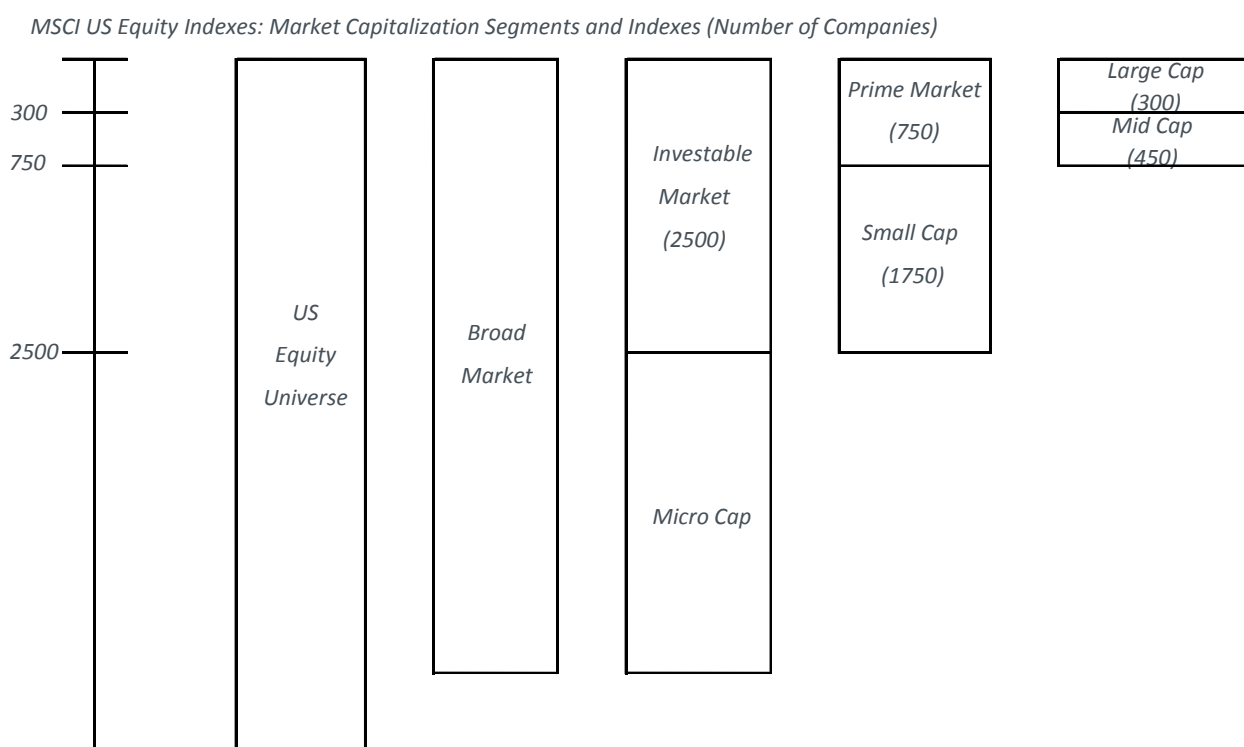 MSCI US Equity Indexes: Market Capitalization Segments and Indexes (Number of Companies)
300
750
2500
US
Equity
Universe
Broad
Market
Investable
Market
(2500)
Micro Cap
Prime Market
(750)
Small Cap
(1750)
Large Cap
(300)
Mid Cap
(450)